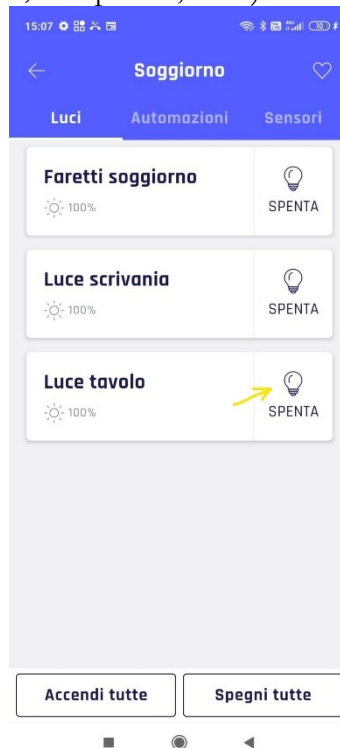 15:07
Soggiorno
Luci Automazioni Sensori
Faretti soggiorno
100%
SPENTA
Luce scrivania
100%
SPENTA
Luce tavolo
100%
SPENTA
Accendi tutte Spegni tutte